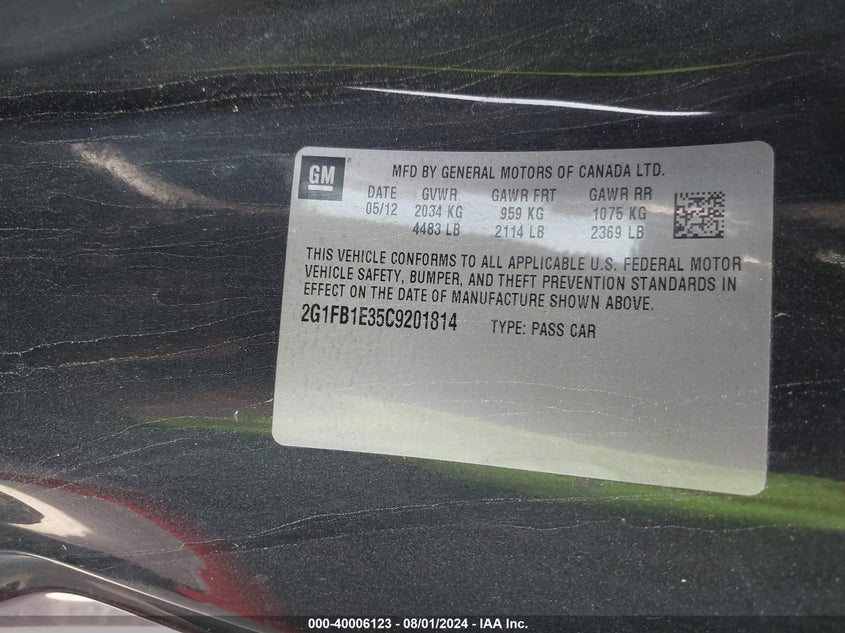 GM
MFD BY GENERAL MOTORS OF CANADA LTD.
DATE GVWR GAWR FRT GAWR RR
05/12 2034 KG 959 KG 1075 KG
4483 LB 2114 LB 2369 LB
THIS VEHICLE CONFORMS TO ALL APPLICABLE U.S. FEDERAL MOTOR
VEHICLE SAFETY, BUMPER, AND THEFT PREVENTION STANDARDS IN
EFFECT ON THE DATE OF MANUFACTURE SHOWN ABOVE.
2G1FB1E35C9201814 TYPE: PASS CAR
000-40006123 - 08/01/2024 - IAA Inc.